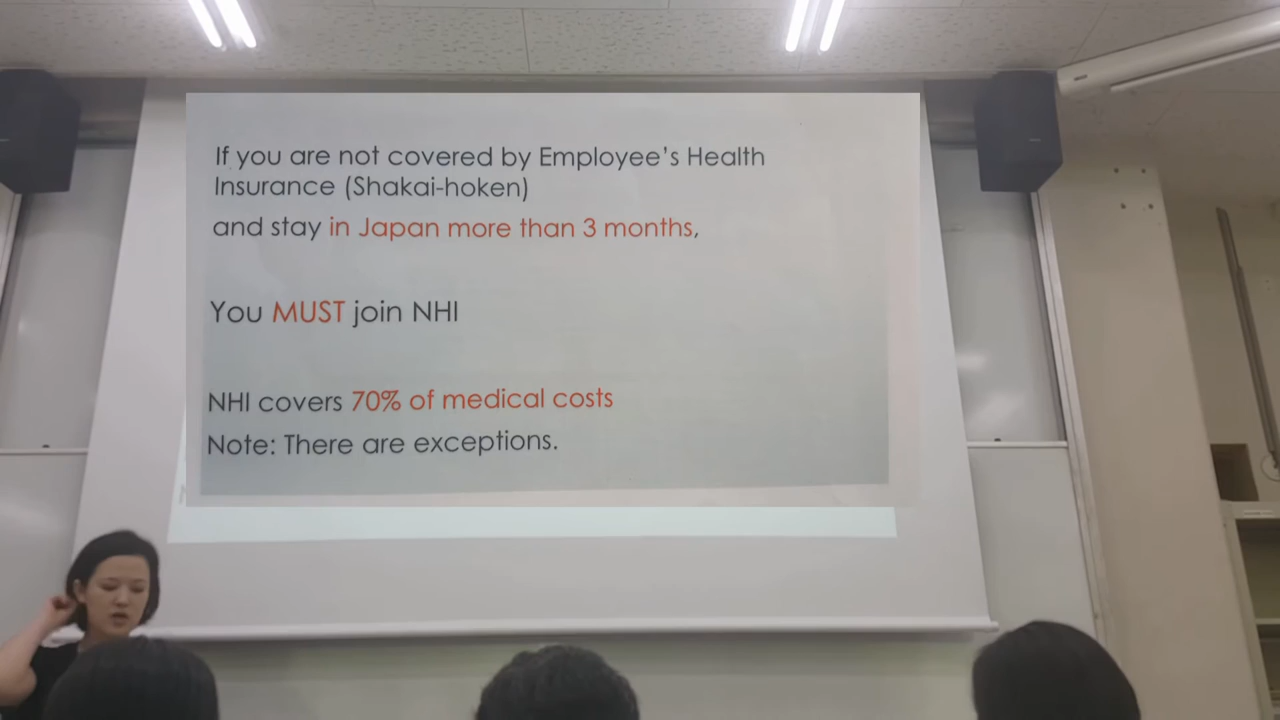 If you are not covered by Employee's Health
Insurance (Shakai-hoken)
and stay in Japan more than 3 months,
You MUST join NHI
NHI covers 70% of medical costs
Note: There are exceptions.